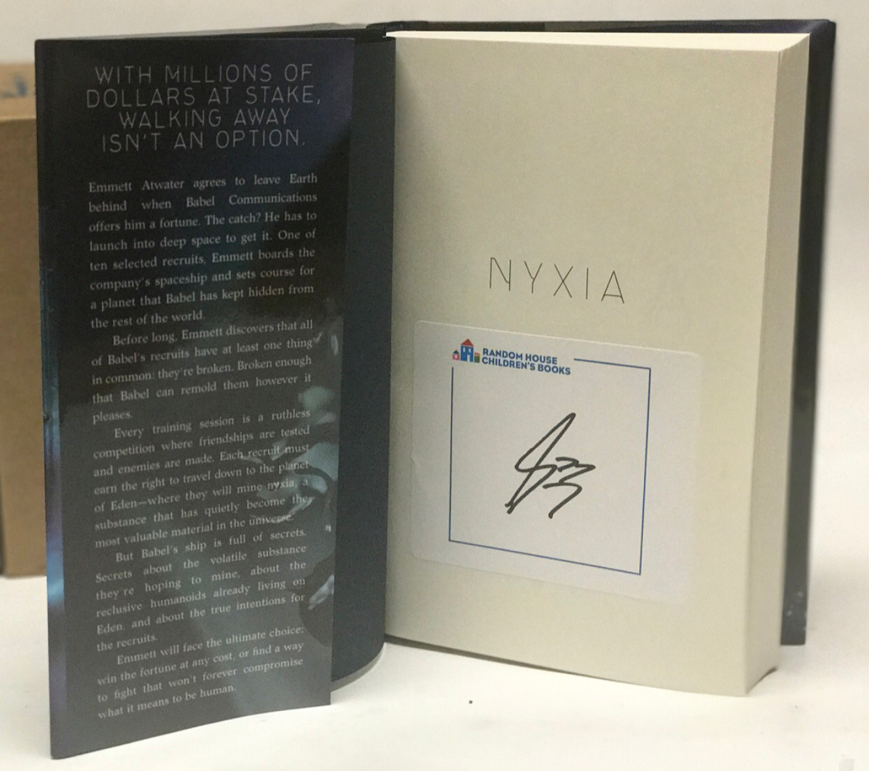 WITH MILLIONS OF
DOLLARS AT STAKE,
WALKING AWAY
ISN'T AN OPTION.
Emmett Atwater agrees to leave Earth
behind when Babel Communications
offers him a fortune. The catch? He has to
launch into deep space to get it. One of
ten selected recruits, Emmett boards the
company's spaceship and sets course for
a planet that Babel has kept hidden from
the rest of the world.
Before long, Emmett discovers that all
of Babel's recruits have at least one thing
in common: they're broken. Broken enough
that Babel can remold them however it
pleases.
Every training session is a ruthless
competition where friendships are tested
and enemies are made. Each recruit must
earn the right to travel down to the planet
of Eden—where they will mine nyxia, a
substance that has quietly become the
most valuable material in the universe.
But Babel's ship is full of secrets.
Secrets about the volatile substance
they're hoping to mine, about the
reclusive humanoids already living on
Eden, and about the true intentions for
the recruits.
Emmett will face the ultimate choice:
win the fortune at any cost, or find a way
to fight that won't forever compromise
what it means to be human.
NYXIA
RANDOM HOUSE
CHILDREN'S BOOKS